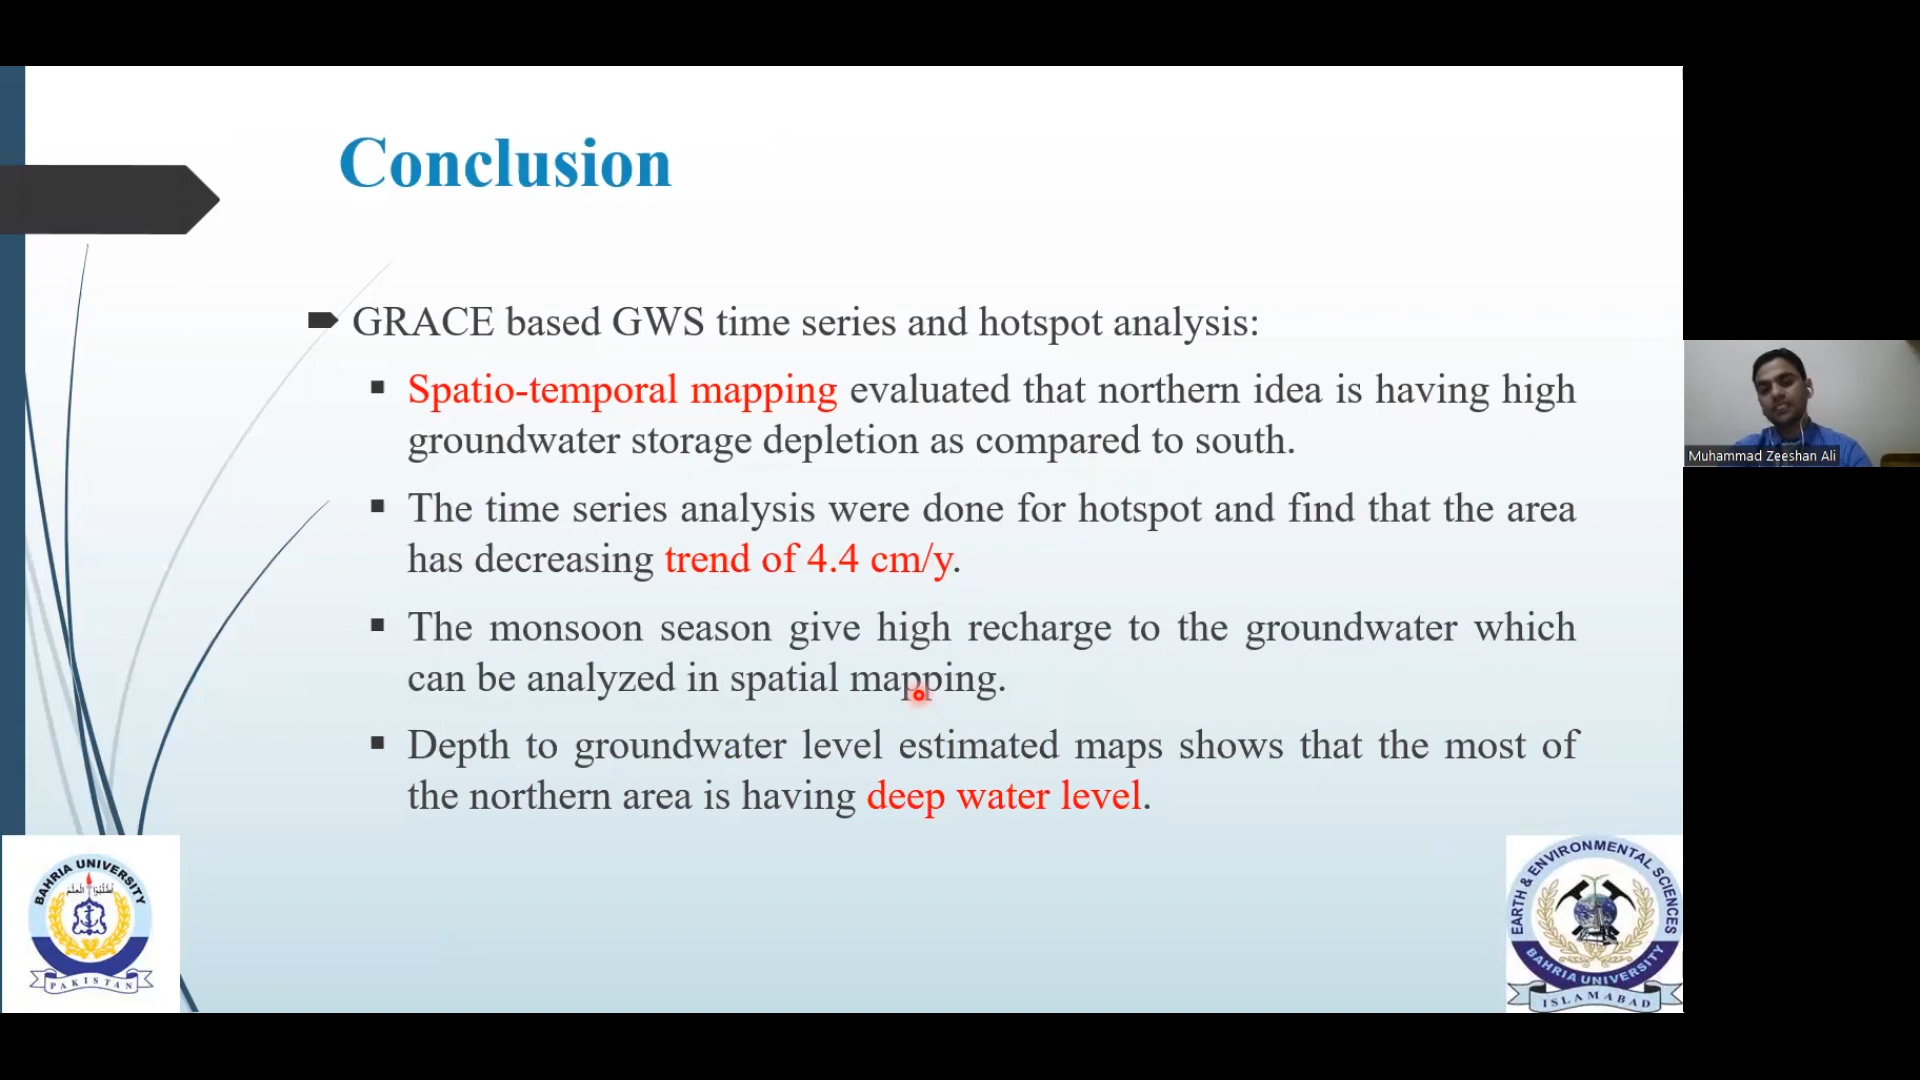 Conclusion
GRACE based GWS time series and hotspot analysis:
Spatio-temporal mapping evaluated that northern idea is having high
groundwater storage depletion as compared to south.
The time series analysis were done for hotspot and find that the area
has decreasing trend of 4.4 cm/y.
The monsoon season give high recharge to the groundwater which
can be analyzed in spatial mapping.
Depth to groundwater level estimated maps shows that the most of
the northern area is having deep water level.
Muhammad Zeeshan Ali
BAHRIA UNIVERSITY
PAKISTAN
EARTH & ENVIRONMENTAL SCIENCES
BAHRIA UNIVERSITY
ISLAMABAD